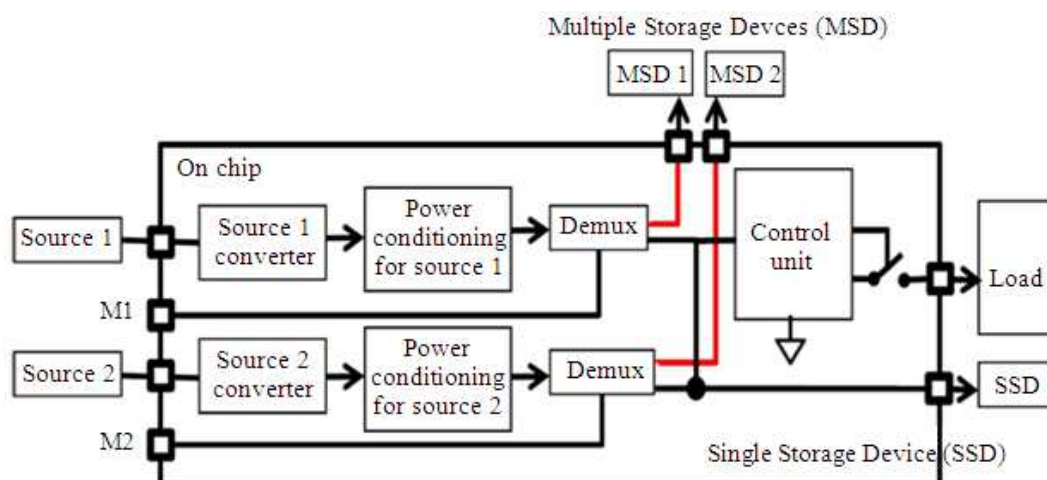 Multiple Storage Devces (MSD)
MSD 1
MSD 2
On chip
Source 1
Source 1
converter
Power
conditioning
for source 1
Demux
Control
unit
Load
M1
Source 2
Source 2
converter
Power
conditioning
for source 2
Demux
SSD
M2
Single Storage Device (SSD)